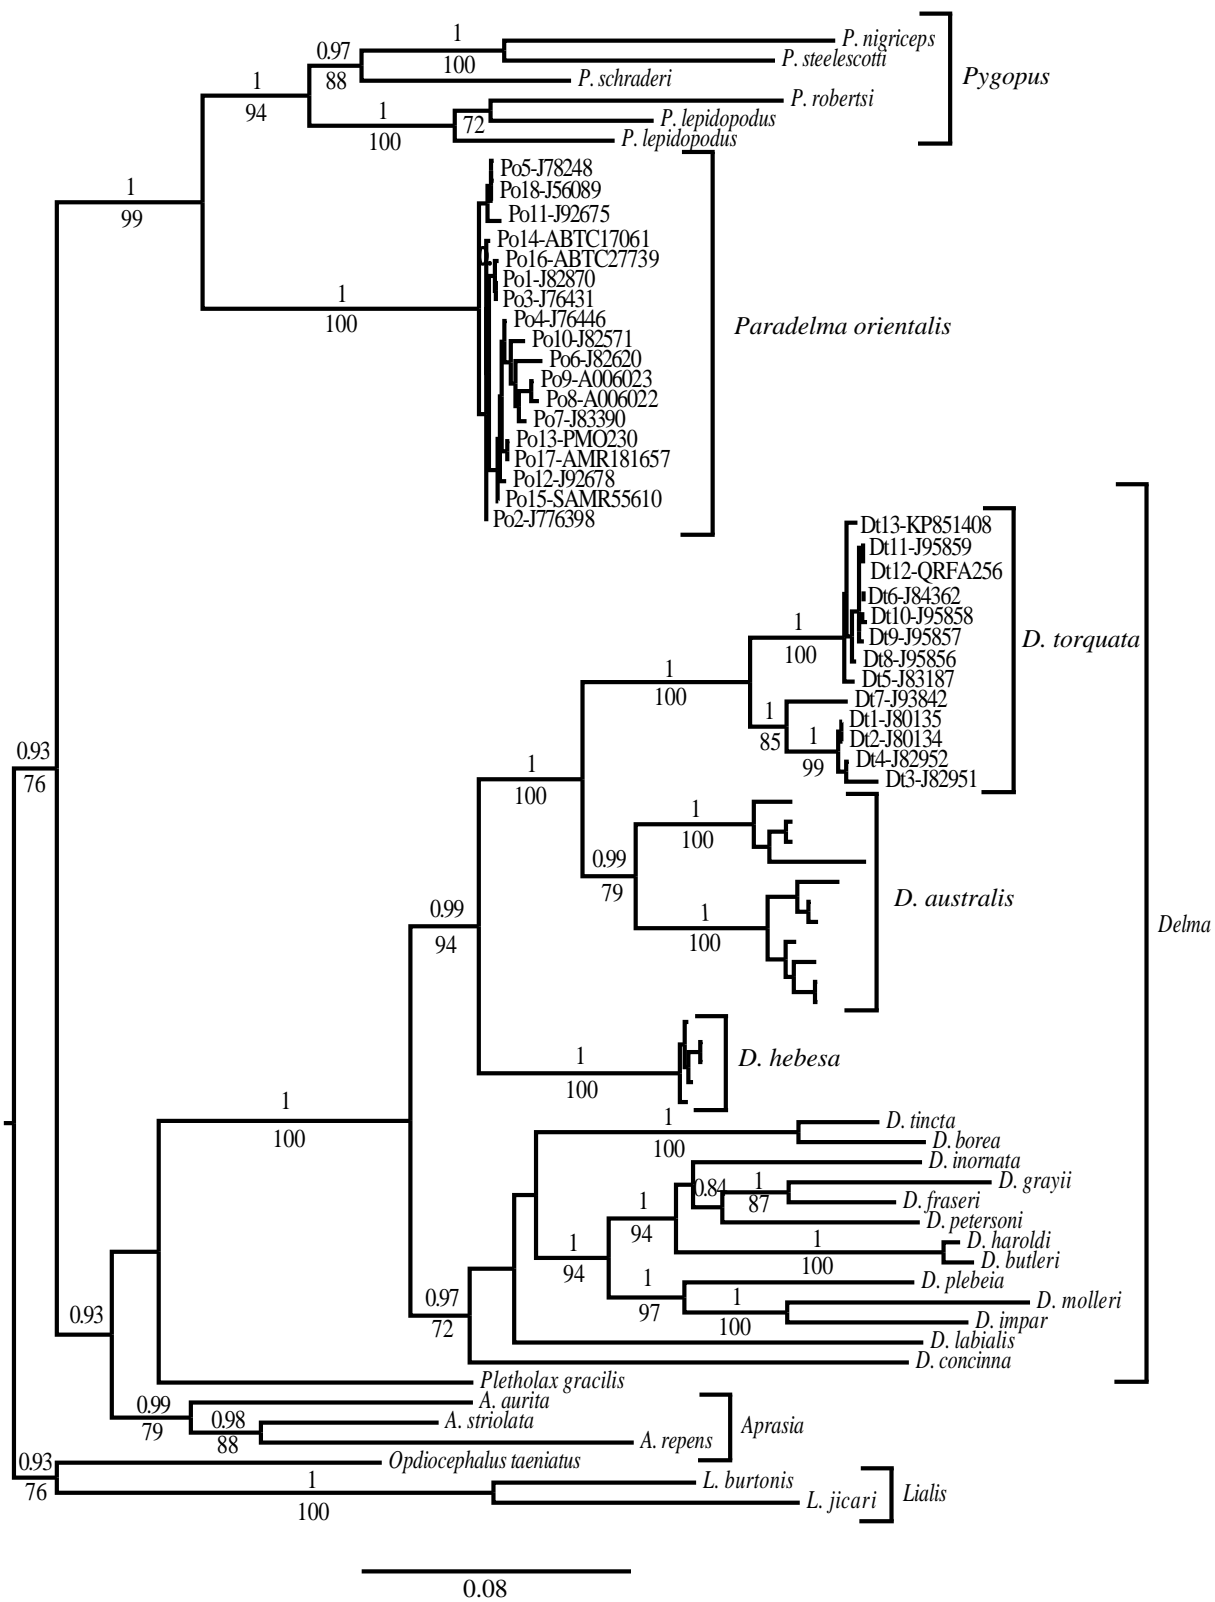 1
P. nigriceps
0.97
P. steelescotti
100
88
P. schraderi
Pygopus
1
94
P. robertsi
1
72
P. lepidopodus
100
P. lepidopodus
Po5-J78248
1
Po18-J56089
99
Po11-J92675
Po14-ABTC17061
Po16-ABTC27739
Po1-J82870
1
Po3-J76431
100
Po4-J76446
Paradelma orientalis
Po10-J82571
Po6-J82620
Po9-A006023
Po8-A006022
Po7-J83390
Po13-PMO230
Po17-AMR181657
Po12-J92678
Po15-SAMR55610
Po2-J776398
Dt13-KP851408
Dt11-J95859
Dt12-QRFA256
Dt6-J84362
Dt10-J95858
1
Dt9-J95857
D. torquata
100
Dt8-J95856
1
Dt5-J83187
100
Dt7-J93842
1
Dt1-J80135
85
1
Dt2-J80134
0.93
Dt4-J82952
99
1
Dt3-J82951
76
100
1
100
0.99
79
D. australis
0.99
1
94
100
Delma
1
D. hebesa
100
1
100
1
D. tincta
100
D. borea
D. inornata
0.84
1
D. grayii
87
D. fraseri
1
D. petersoni
94
1
D. haroldi
1
100
D. butleri
94
1
D. plebeia
0.97
97
1
D. molleri
0.93
72
100
D. impar
D. labialis
D. concinna
Pletholax gracilis
0.99
A. aurita
79
0.98
A. striolata
Aprasia
88
A. repens
0.93
Opdiocephalus taeniatus
76
1
L. burtonis
100
L. jicari
Lialis
0.08